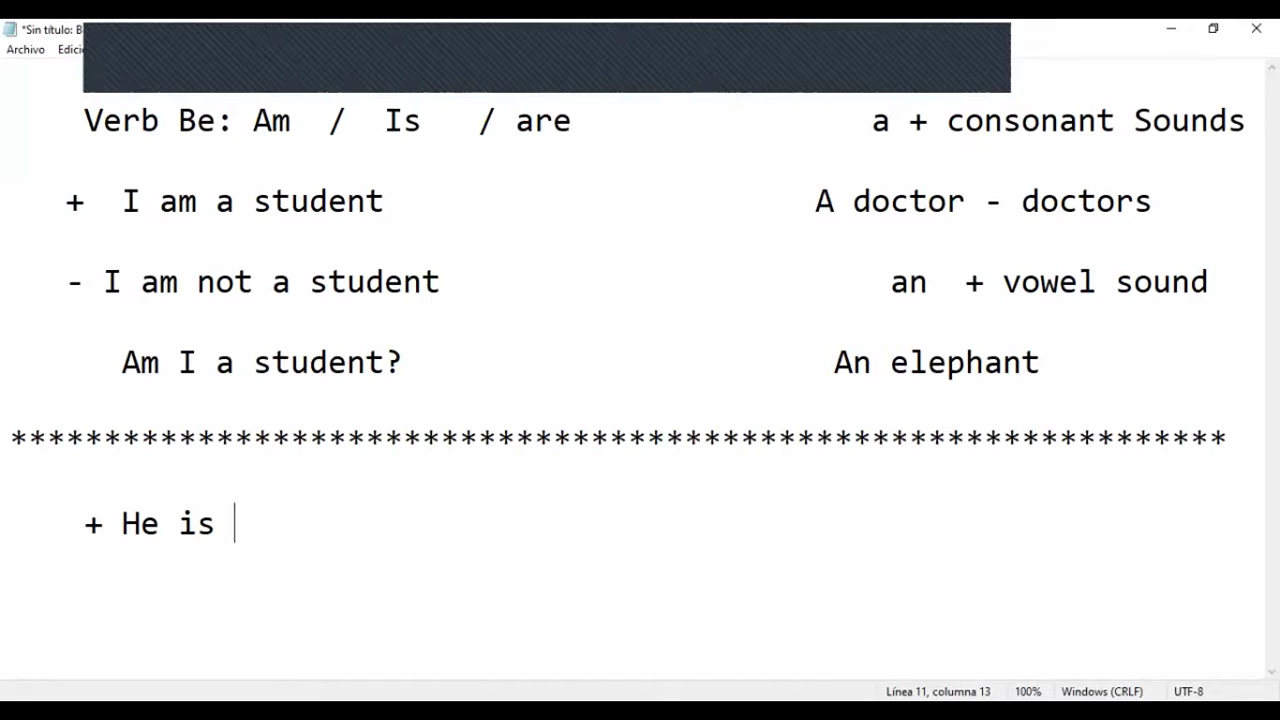 *Sin título: B
Archivo Edici
Verb Be: Am / Is / are a + consonant Sounds
+ I am a student A doctor - doctors
- I am not a student an + vowel sound
Am I a student? An elephant
*****************************************************************
+ He is
Línea 11, columna 13 100% Windows (CRLF) UTF-8